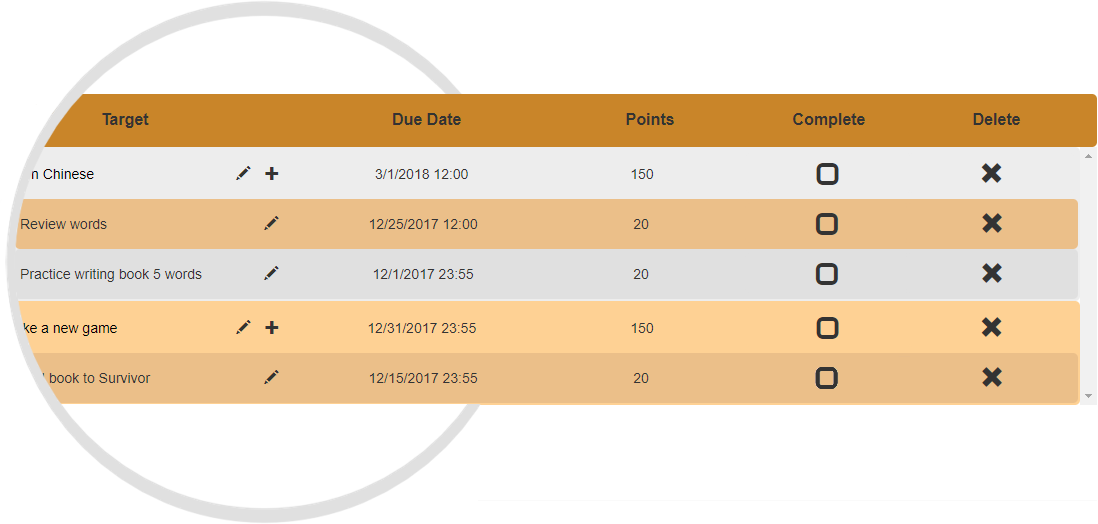 Target Due Date Points Complete Delete
Chinese 3/1/2018 12:00 150
Review words 12/25/2017 12:00 20
Practice writing book 5 words 12/1/2017 23:55 20
a new game 12/31/2017 23:55 150
book to Survivor 12/15/2017 23:55 20